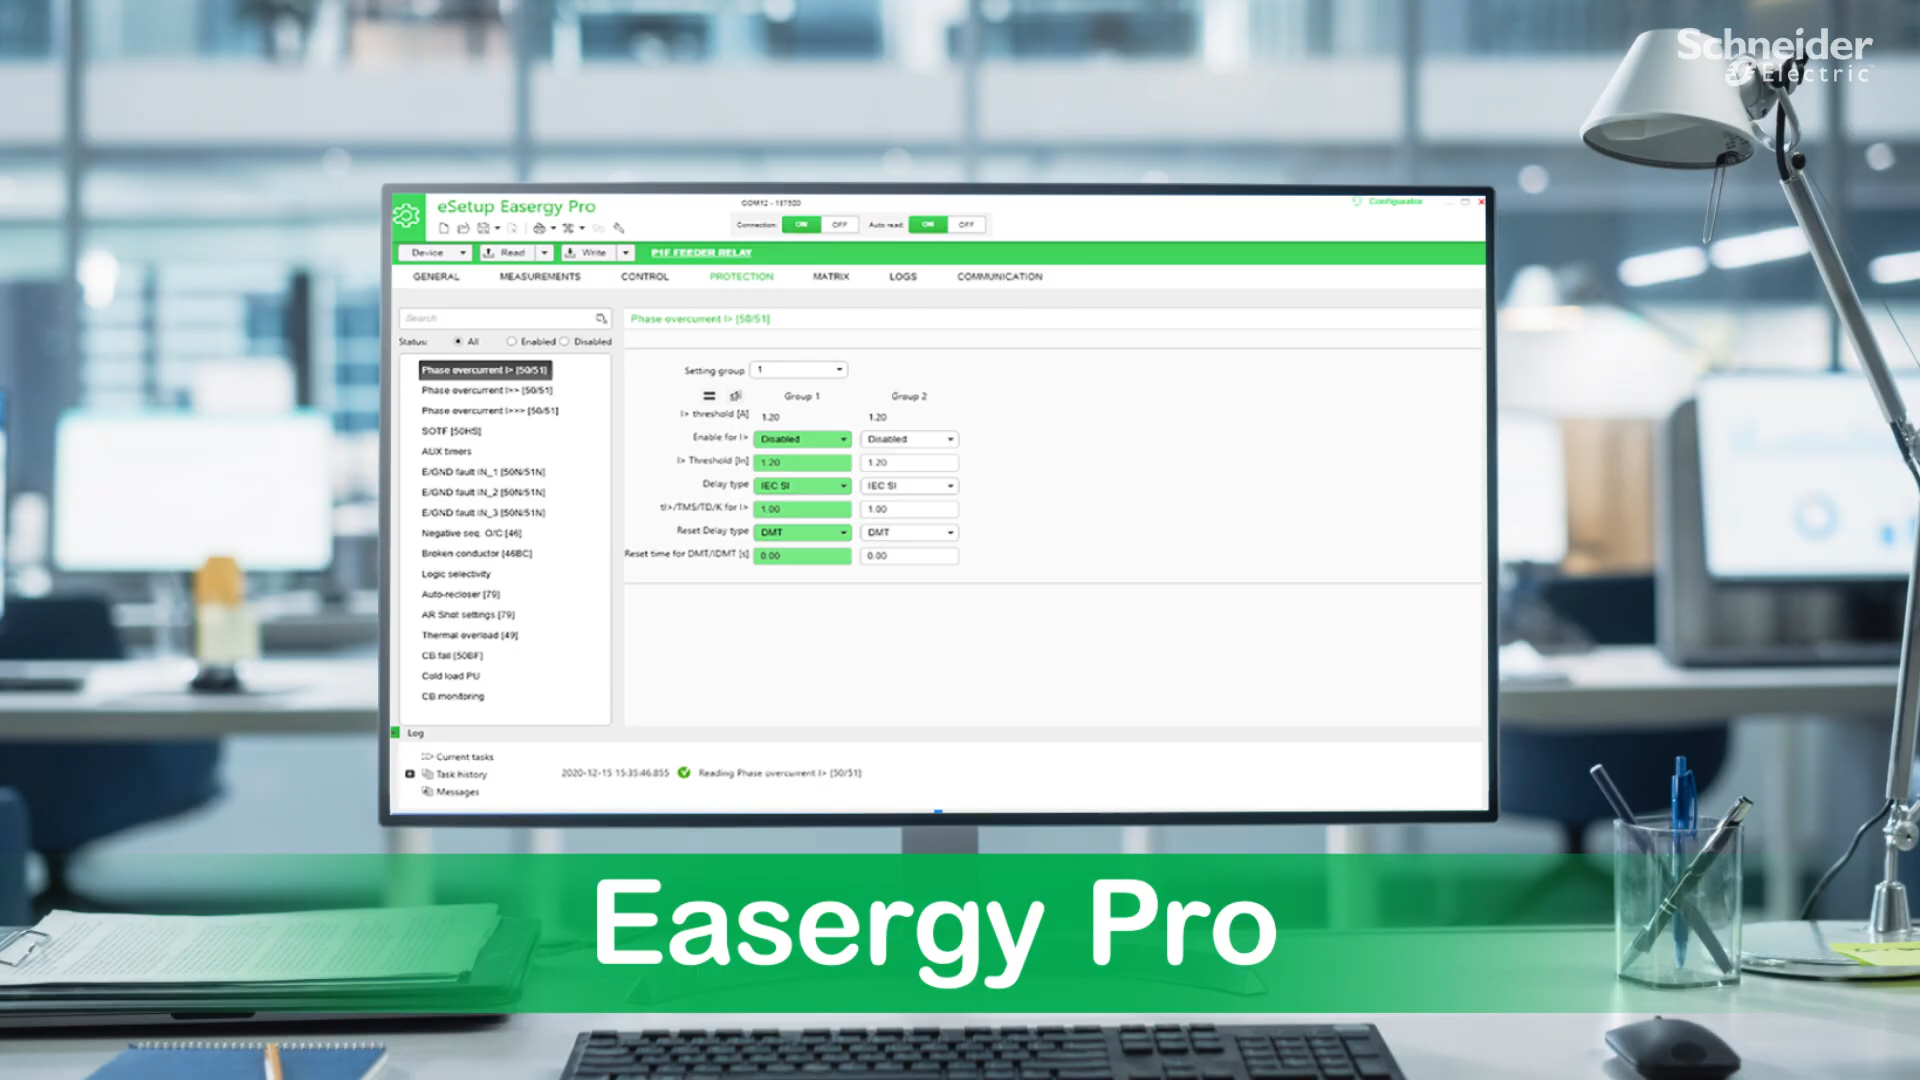 Schneider
Electric
eSetup Easergy Pro
COM12 - 187500
Configurator
Connection: ON OFF Auto read: ON OFF
Device Read Write P1F FEEDER RELAY
GENERAL MEASUREMENTS CONTROL PROTECTION MATRIX LOGS COMMUNICATION
Search
Status: All Enabled Disabled
Phase overcurrent I> [50/51]
Phase overcurrent I>> [50/51]
Phase overcurrent I>>> [50/51]
SOTF [50HS]
AUX timers
E/GND fault IN_1 [50N/51N]
E/GND fault IN_2 [50N/51N]
E/GND fault IN_3 [50N/51N]
Negative seq. O/C [46]
Broken conductor [46BC]
Logic selectivity
Auto-recloser [79]
AR Shot settings [79]
Thermal overload [49]
CB fail [50BF]
Cold load PU
CB monitoring
Phase overcurrent I> [50/51]
Setting group 1
Group 1 Group 2
I> threshold [A] 1.20 1.20
Enable for I> Disabled Disabled
I> Threshold [In] 1.20 1.20
Delay type IEC SI IEC SI
tI>/TMS/TD/K for I> 1.00 1.00
Reset Delay type DMT DMT
Reset time for DMT/IDMT [s] 0.00 0.00
Log
Current tasks
Task history
Messages
2020-12-15 15:35:46.855 Reading Phase overcurrent I> [50/51]
Easergy Pro